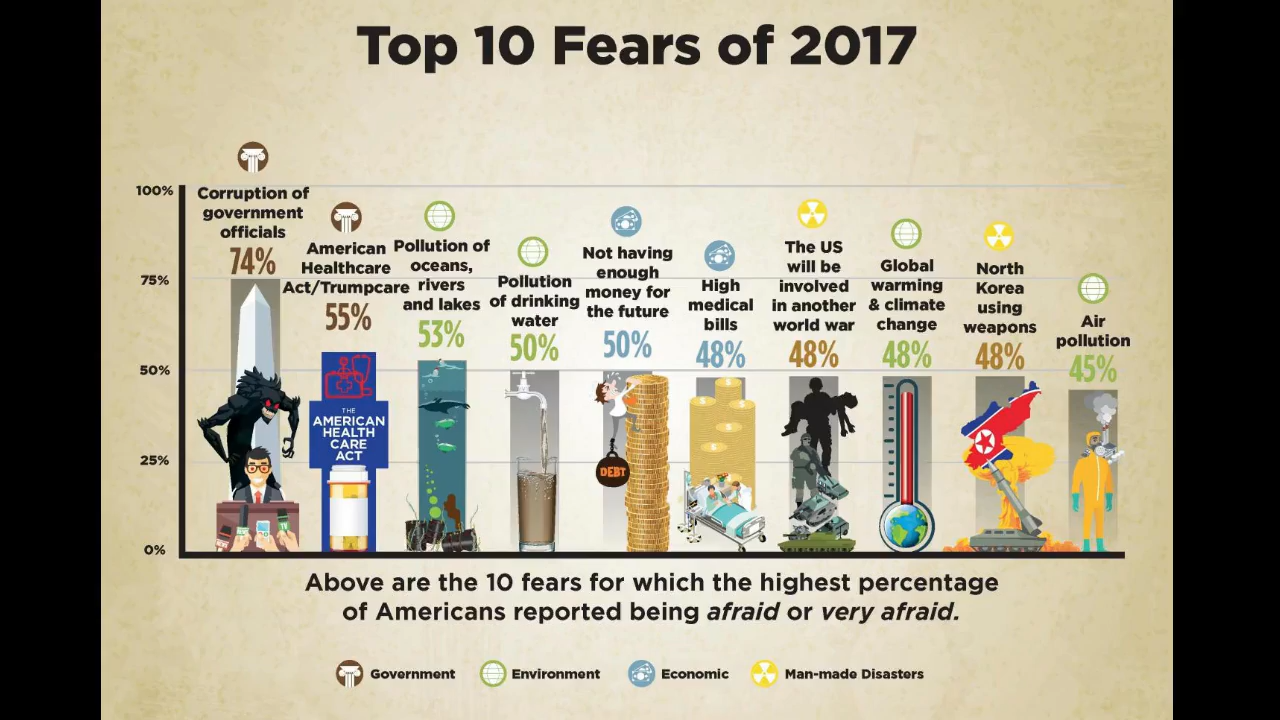 Top 10 Fears of 2017
100%
75%
50%
25%
0%
Corruption of
government
officials
74%
American
Healthcare
Act/Trumpcare
55%
THE
AMERICAN
HEALTH
CARE
ACT
Pollution of
oceans,
rivers
and lakes
53%
Pollution
of drinking
water
50%
Not having
enough
money for
the future
50%
DEBT
High
medical
bills
48%
The US
will be
involved
in another
world war
48%
Global
warming
& climate
change
48%
North
Korea
using
weapons
48%
Air
pollution
45%
Above are the 10 fears for which the highest percentage
of Americans reported being afraid or very afraid.
Government
Environment
Economic
Man-made Disasters